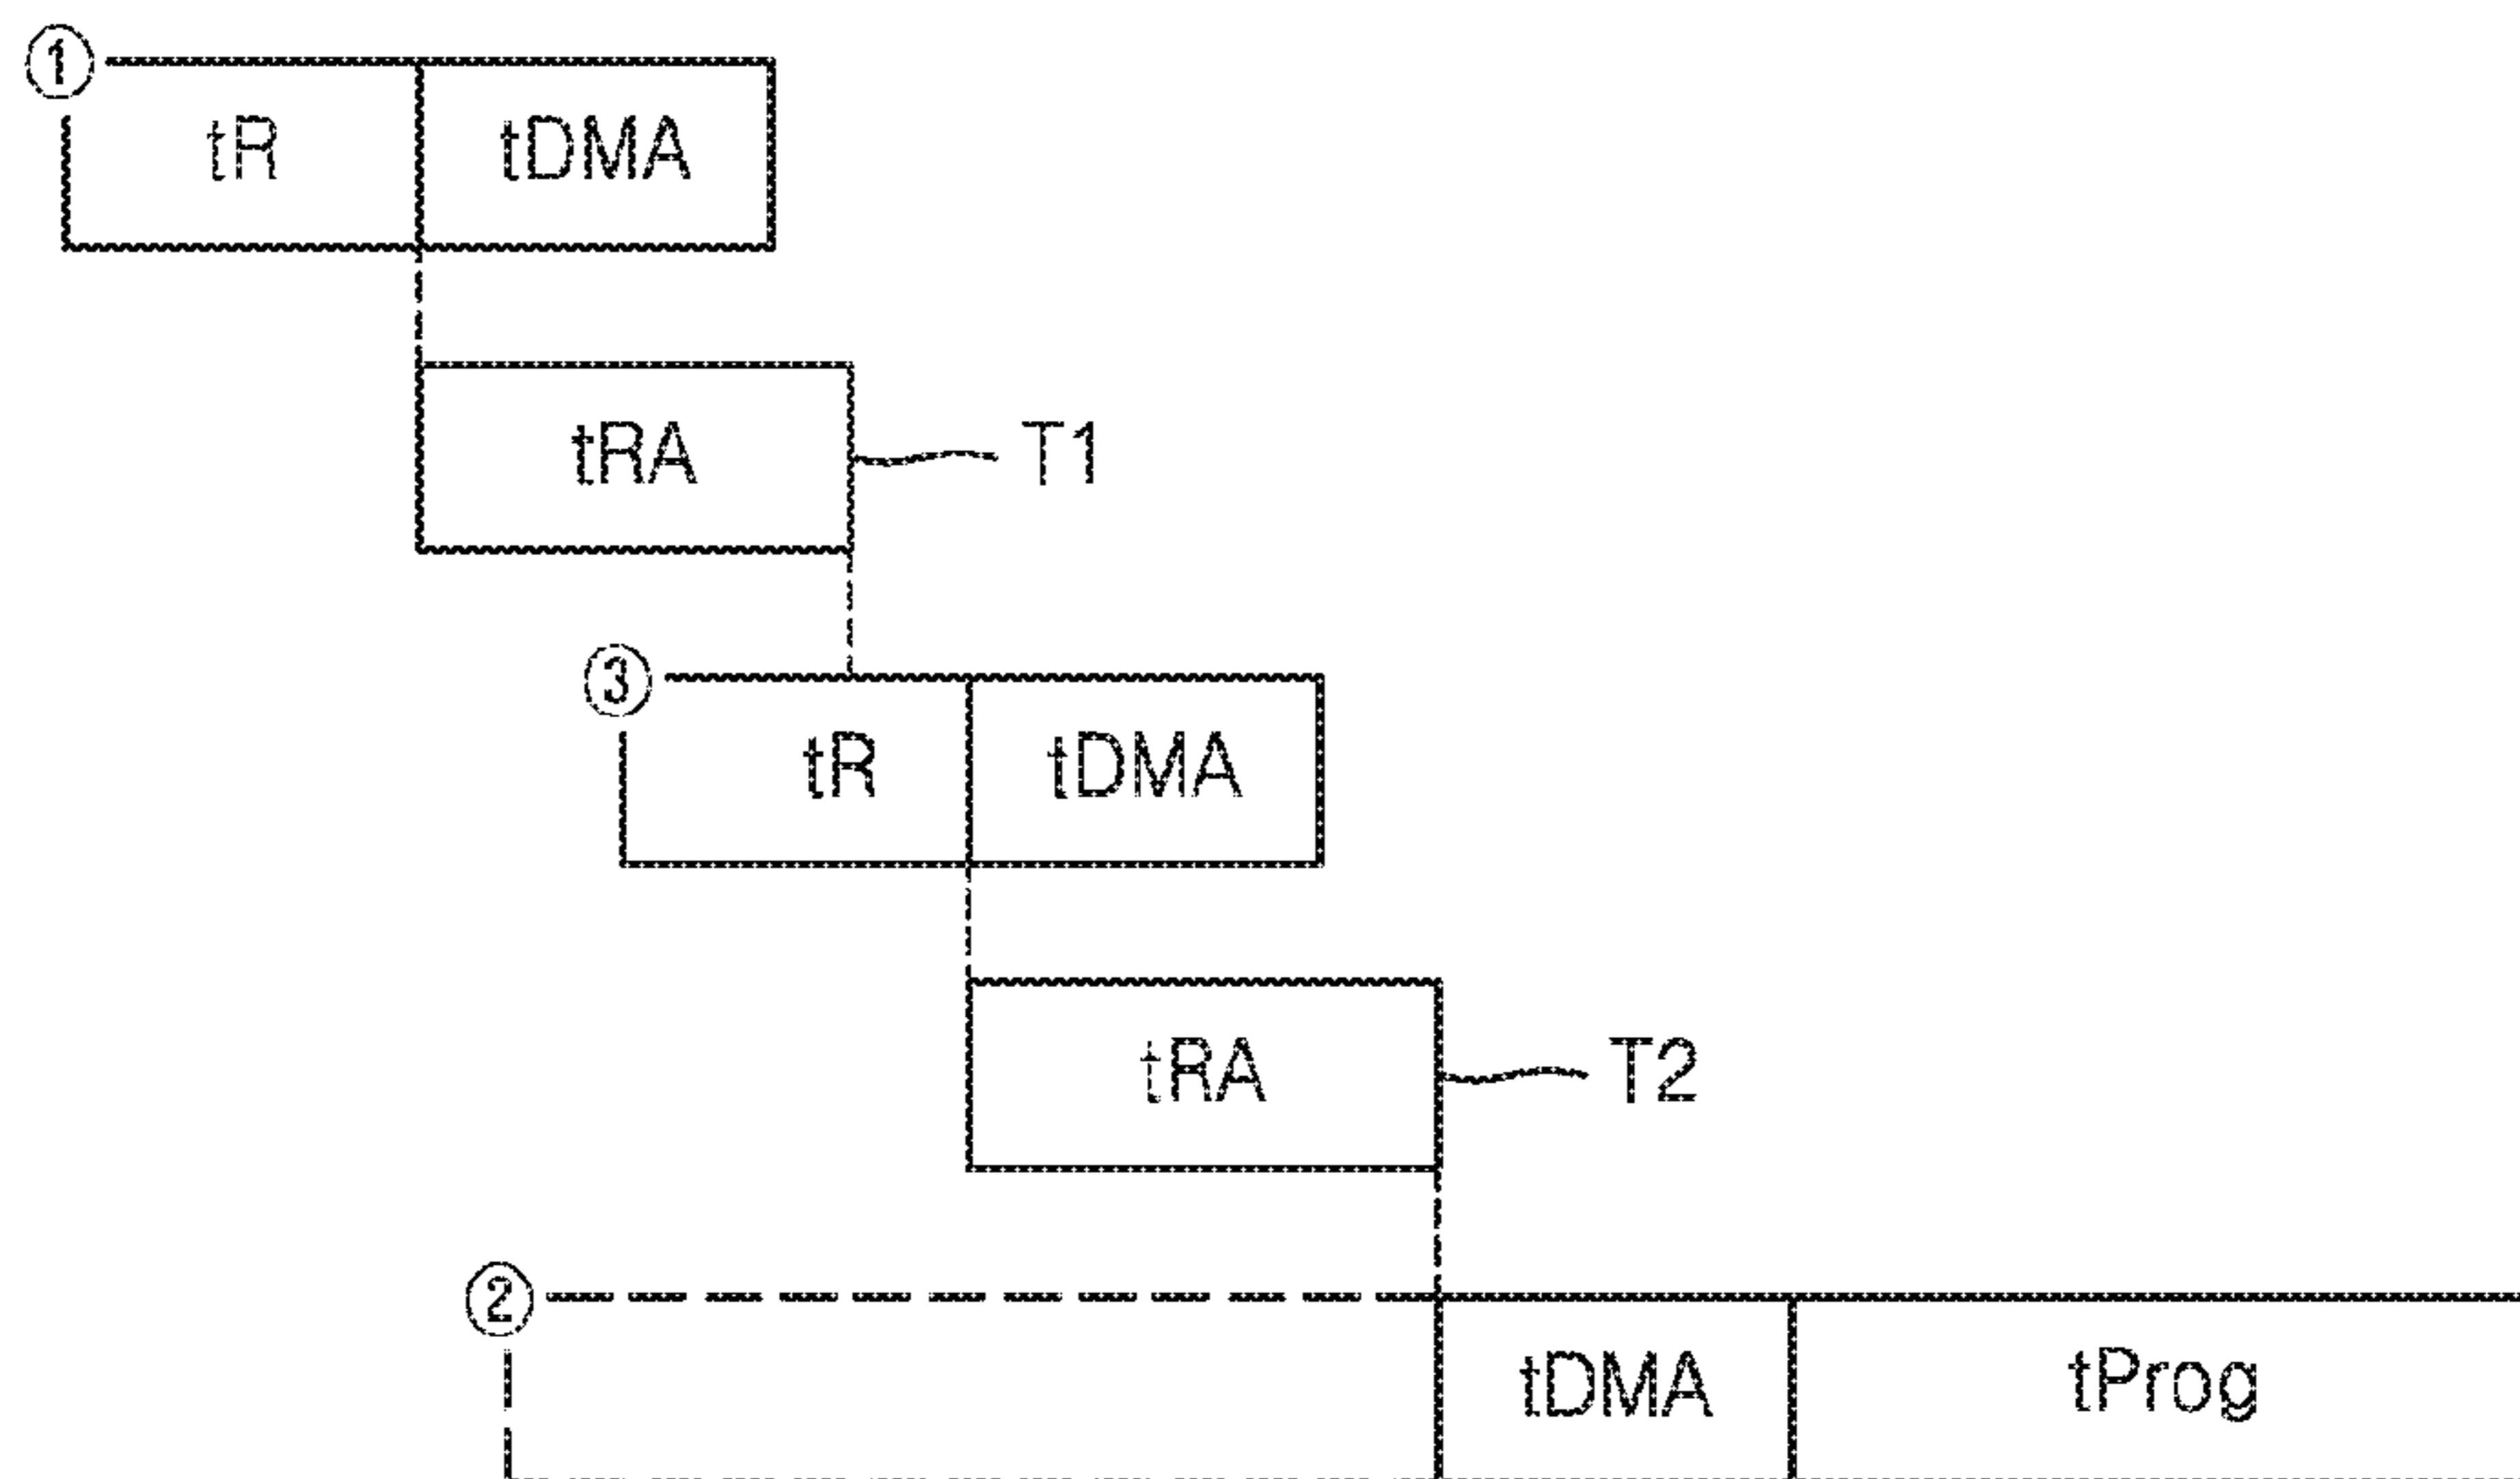 ①
tR tDMA
tRA T1
③
tR tDMA
tRA T2
②
tDMA tProg